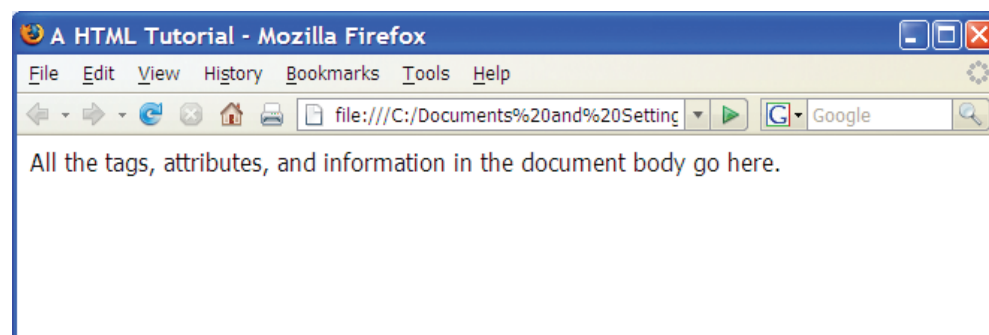 A HTML Tutorial - Mozilla Firefox
File Edit View History Bookmarks Tools Help
file:///C:/Documents%20and%20Setting G Google
All the tags, attributes, and information in the document body go here.